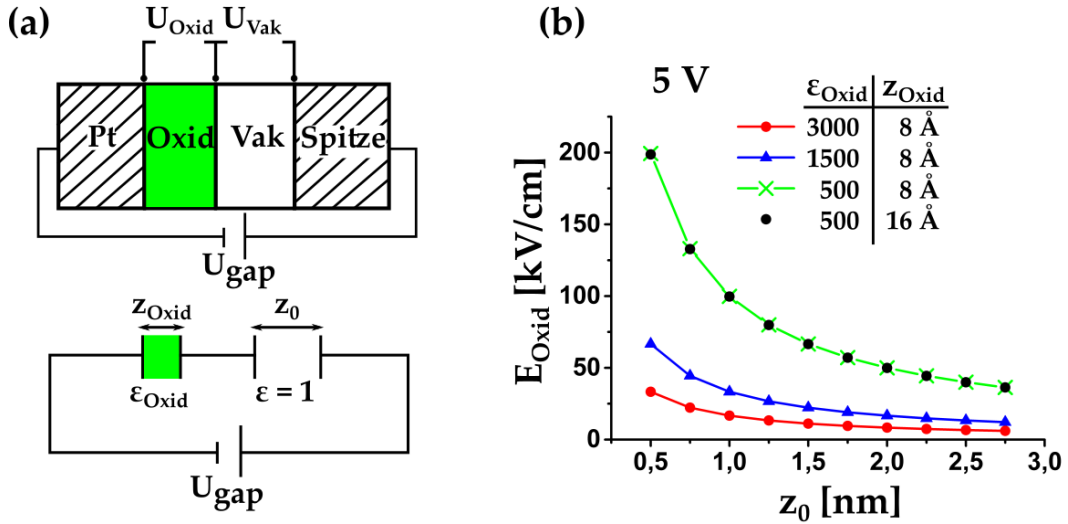 (a)
U_Oxid U_Vak
Pt Oxid Vak Spitze
U_gap
z_Oxid z_0
ε_Oxid ε = 1
U_gap
(b)
5 V
ε_Oxid z_Oxid
3000 8 Å
1500 8 Å
500 8 Å
500 16 Å
E_Oxid [kV/cm]
200
150
100
50
0
0,5 1,0 1,5 2,0 2,5 3,0
z_0 [nm]